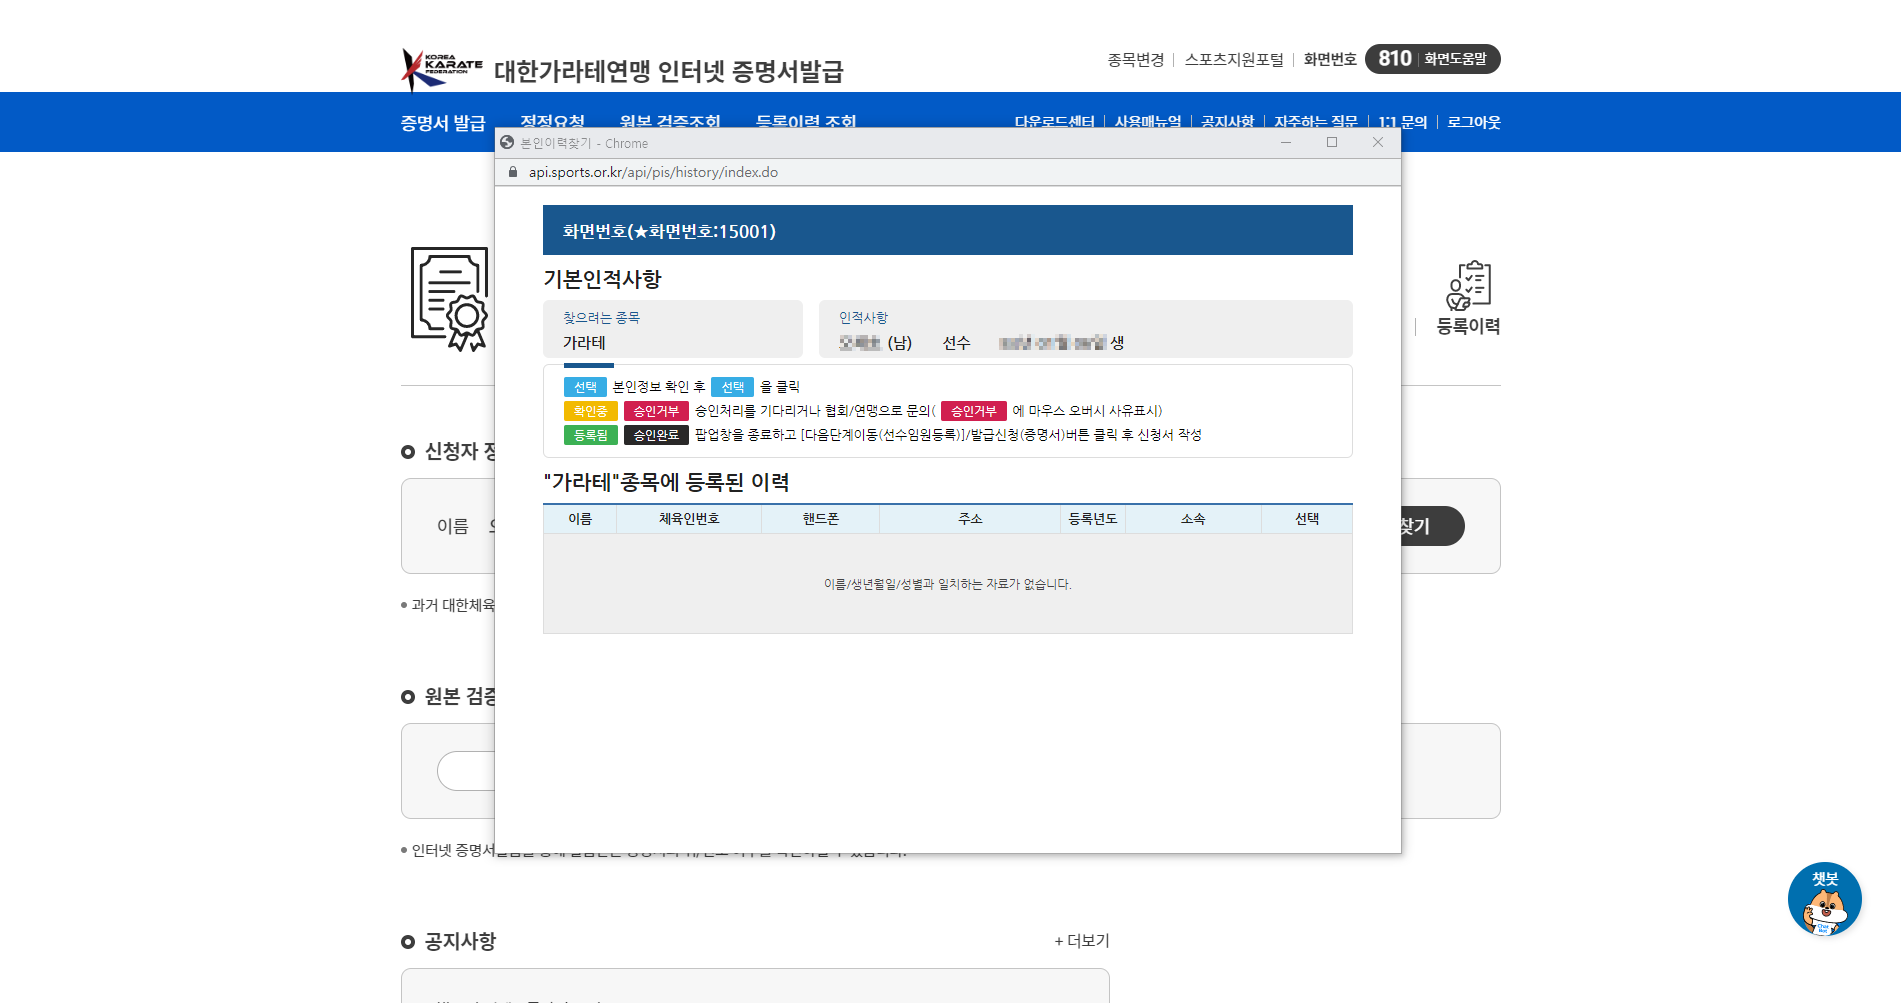 KOREA
KARATE
FEDERATION
대한가라테연맹 인터넷 증명서발급
종목변경 스포츠지원포털 화면번호 810 화면도움말
증명서 발급 정정요청 원본 검증조회 등록이력 조회 다운로드센터 사용매뉴얼 공지사항 자주하는 질문 1:1 문의 로그아웃
본인이력찾기 - Chrome
api.sports.or.kr/api/pis/history/index.do
화면번호(★화면번호:15001)
기본인적사항
찾으려는 종목
가라테
인적사항
(남) 선수 생
선택 본인정보 확인 후 선택 을 클릭
확인중 승인거부 승인처리를 기다리거나 협회/연맹으로 문의( 승인거부 에 마우스 오버시 사유표시)
등록됨 승인완료 팝업창을 종료하고 [다음단계이동(선수임원등록)]/발급신청(증명서)버튼 클릭 후 신청서 작성
"가라테"종목에 등록된 이력
이름 체육인번호 핸드폰 주소 등록년도 소속 선택
이름/생년월일/성별과 일치하는 자료가 없습니다.
등록이력
신청자
이름
찾기
과거 대한체육
원본 검증
인터넷 증명서
공지사항
+ 더보기
챗봇